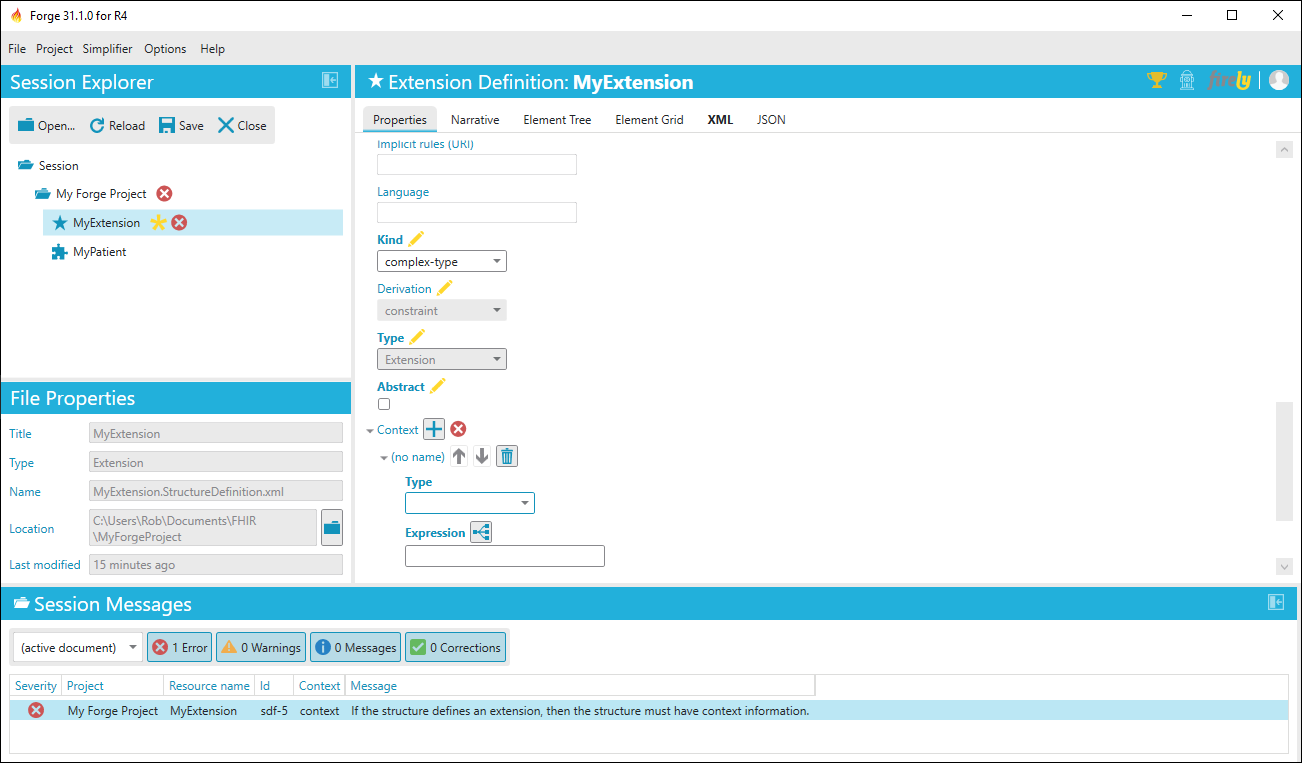 Forge 31.1.0 for R4
File Project Simplifier Options Help
Session Explorer
Open... Reload Save Close
Session
My Forge Project
MyExtension
MyPatient
File Properties
Title MyExtension
Type Extension
Name MyExtension.StructureDefinition.xml
Location C:\Users\Rob\Documents\FHIR
\MyForgeProject
Last modified 15 minutes ago
Extension Definition: MyExtension
firely
Properties Narrative Element Tree Element Grid XML JSON
Implicit rules (URI)
Language
Kind
complex-type
Derivation
constraint
Type
Extension
Abstract
Context
(no name)
Type
Expression
Session Messages
(active document) 1 Error 0 Warnings 0 Messages 0 Corrections
Severity Project Resource name Id Context Message
My Forge Project MyExtension sdf-5 context If the structure defines an extension, then the structure must have context information.